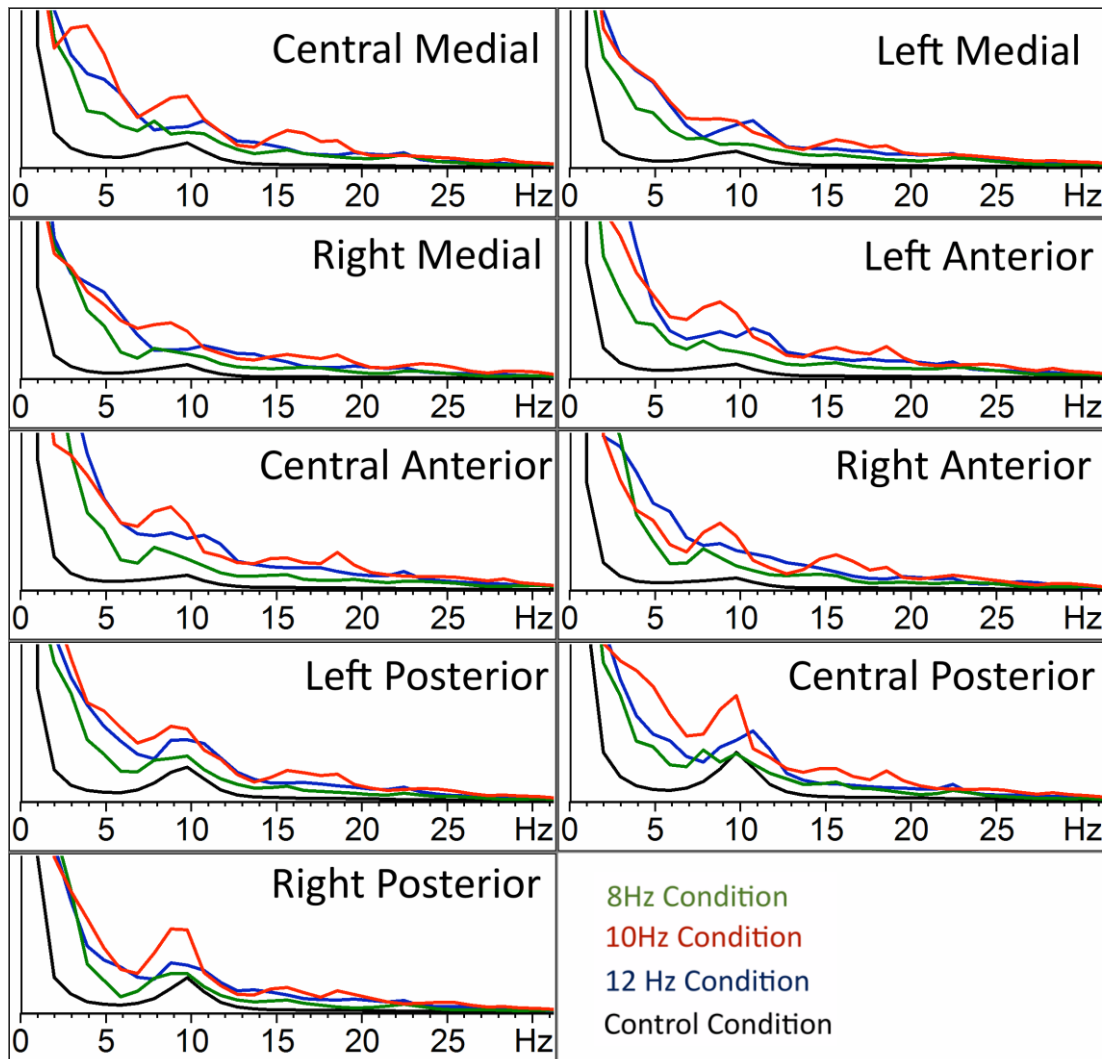 Central Medial
0 5 10 15 20 25 Hz
Left Medial
0 5 10 15 20 25 Hz
Right Medial
0 5 10 15 20 25 Hz
Left Anterior
0 5 10 15 20 25 Hz
Central Anterior
0 5 10 15 20 25 Hz
Right Anterior
0 5 10 15 20 25 Hz
Left Posterior
0 5 10 15 20 25 Hz
Central Posterior
0 5 10 15 20 25 Hz
Right Posterior
0 5 10 15 20 25 Hz
8Hz Condition
10Hz Condition
12 Hz Condition
Control Condition